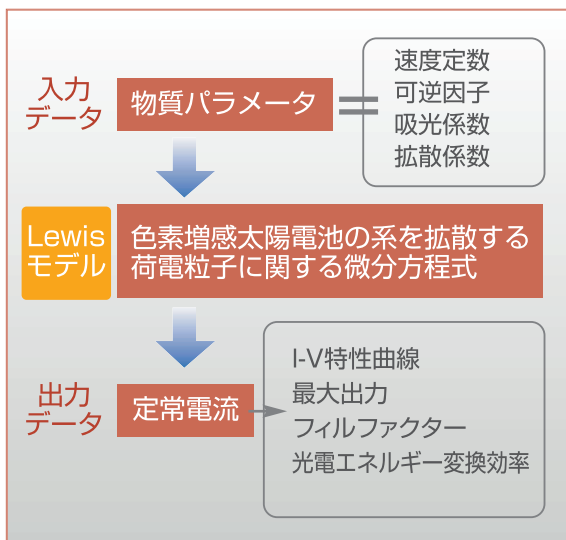 入力
データ
物質パラメータ
速度定数
可逆因子
吸光係数
拡散係数
Lewis
モデル
色素増感太陽電池の系を拡散する
荷電粒子に関する微分方程式
出力
データ
定常電流
I-V特性曲線
最大出力
フィルファクター
光電エネルギー変換効率